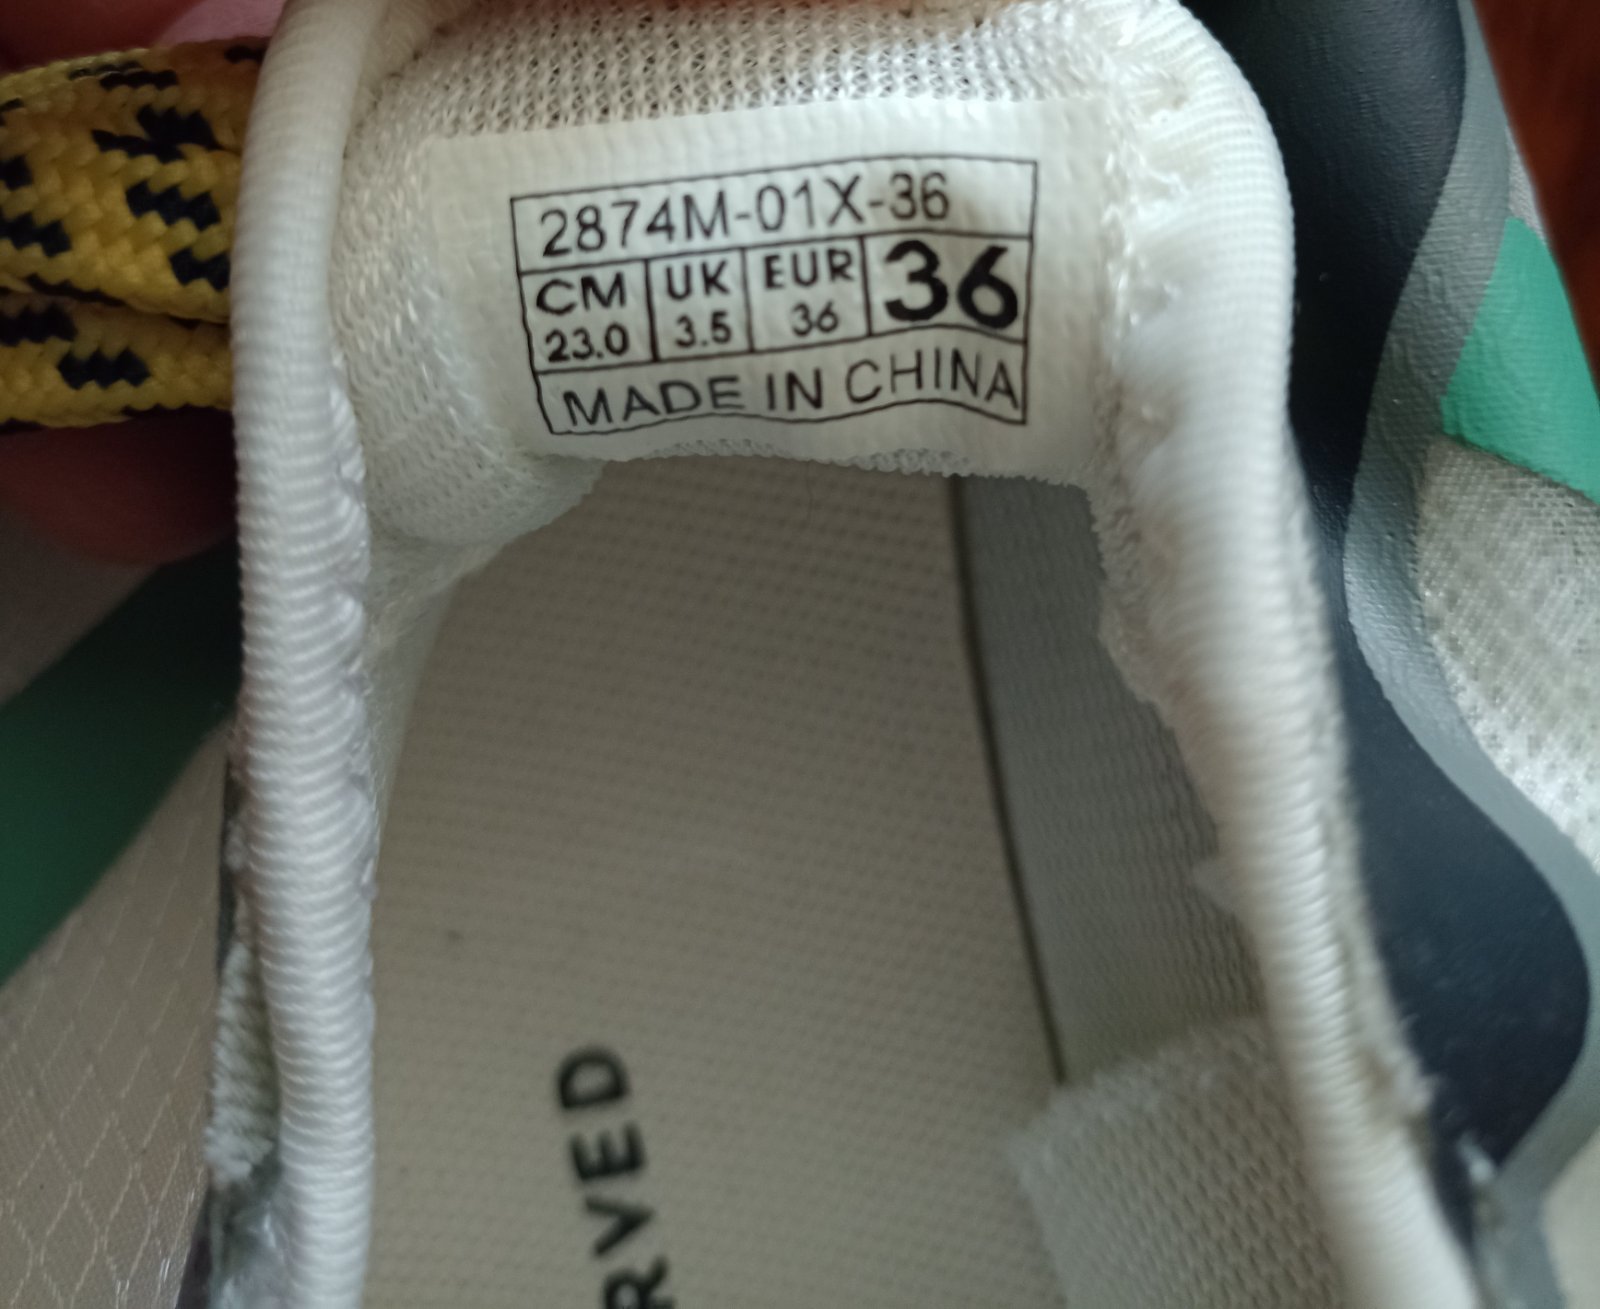 2874M-01X-36
CM UK EUR 36
23.0 3.5 36
MADE IN CHINA
RVED